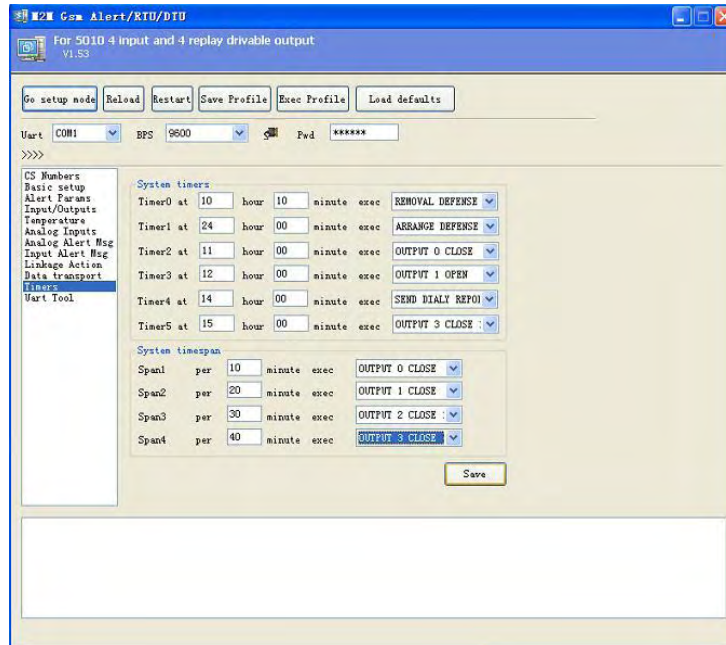 M2M Gsm Alert/RTU/DTU
For 5010 4 input and 4 replay drivable output
V1.53
Go setup mode Reload Restart Save Profile Exec Profile Load defaults
Uart COM1 BPS 9600 Pwd ******
>>>>
CS Numbers
Basic setup
Alert Params
Input/Outputs
Temperature
Analog Inputs
Analog Alert Msg
Input Alert Msg
Linkage Action
Data transport
Timers
Uart Tool
System timers
Timer0 at 10 hour 10 minute exec REMOVAL DEFENSE
Timer1 at 24 hour 00 minute exec ARRANGE DEFENSE
Timer2 at 11 hour 00 minute exec OUTPUT 0 CLOSE
Timer3 at 12 hour 00 minute exec OUTPUT 1 OPEN
Timer4 at 14 hour 00 minute exec SEND DIALY REPO
Timer5 at 15 hour 00 minute exec OUTPUT 3 CLOSE
System timespan
Span1 per 10 minute exec OUTPUT 0 CLOSE
Span2 per 20 minute exec OUTPUT 1 CLOSE
Span3 per 30 minute exec OUTPUT 2 CLOSE
Span4 per 40 minute exec OUTPUT 3 CLOSE
Save